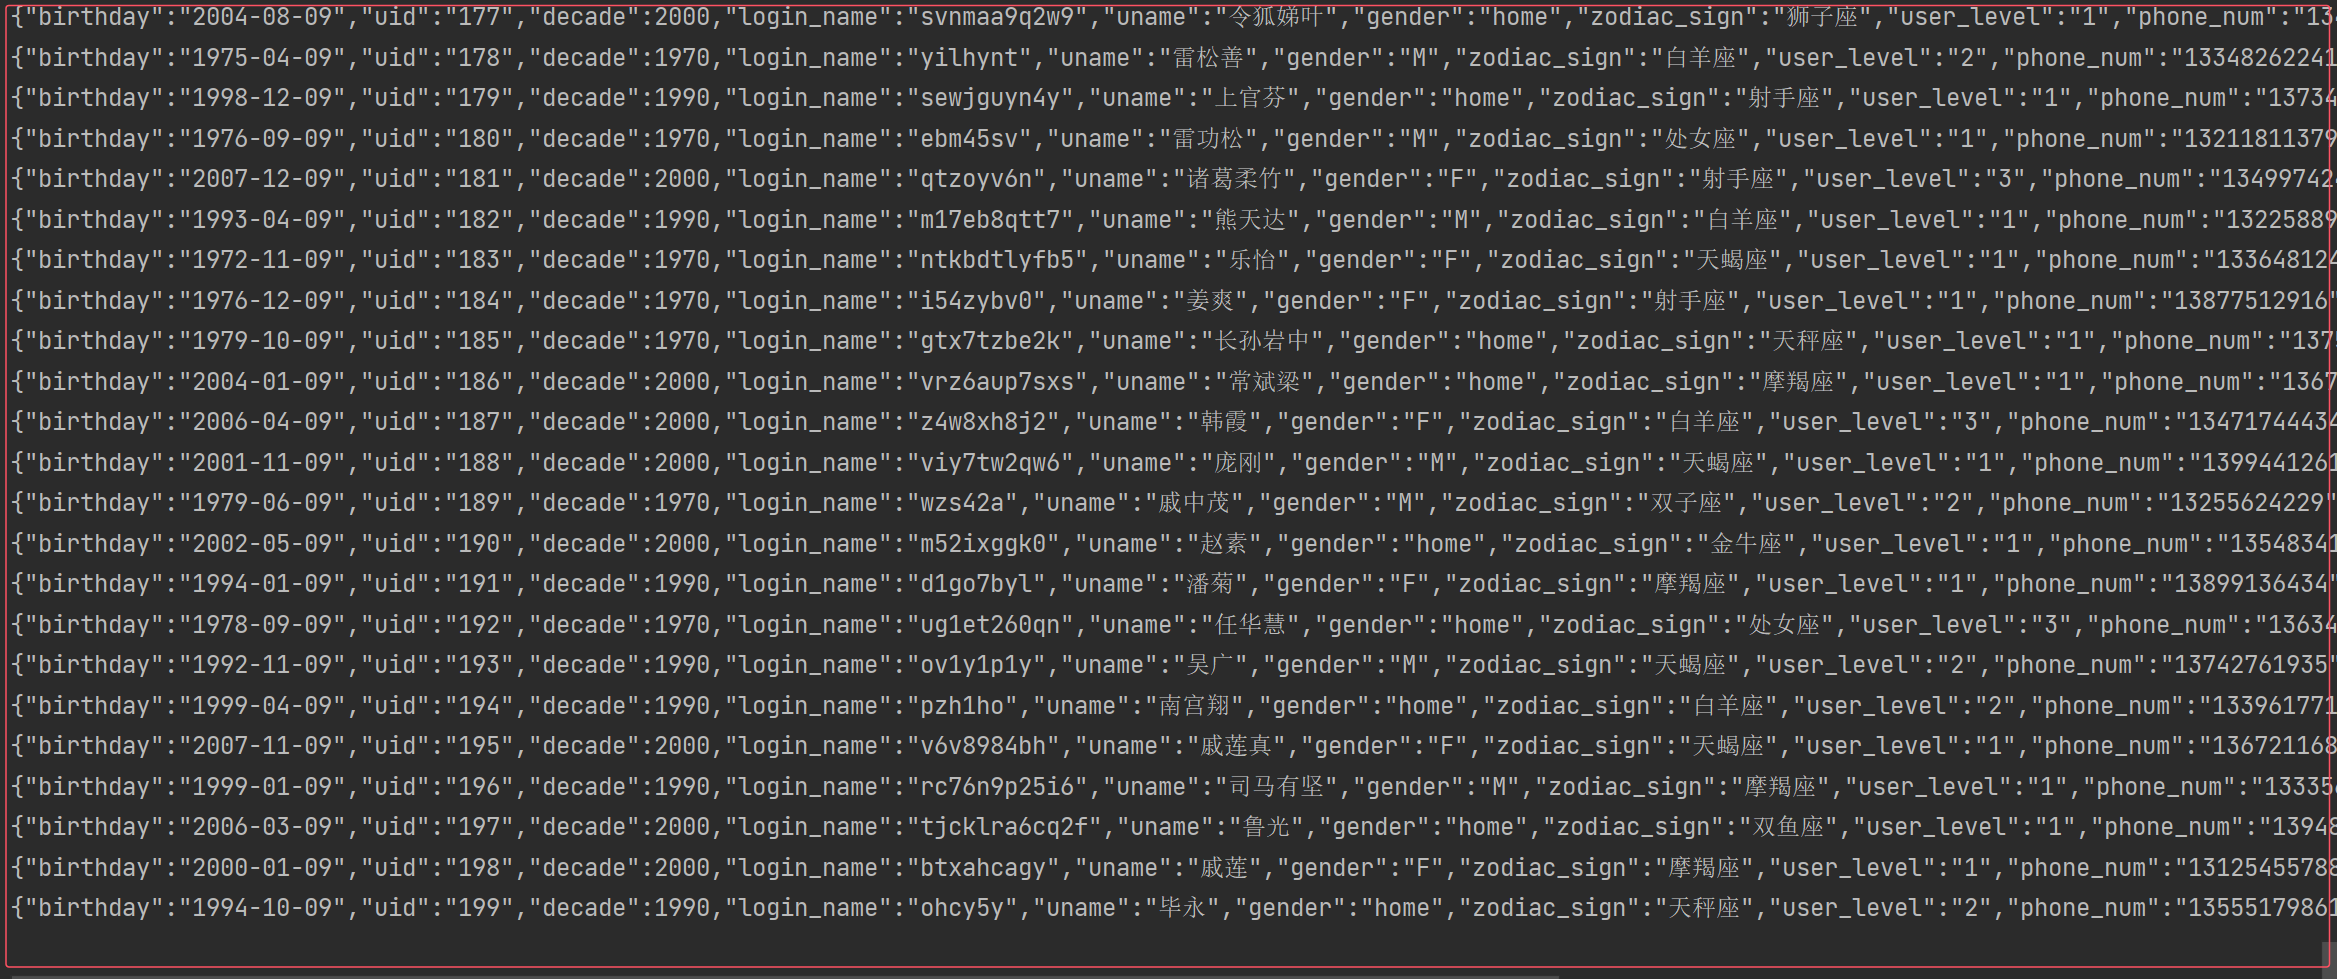 {"birthday":"2004-08-09","uid":"177","decade":2000,"login_name":"svnmaa9q2w9","uname":"令狐娣叶","gender":"home","zodiac_sign":"狮子座","user_level":"1","phone_num":"134
{"birthday":"1975-04-09","uid":"178","decade":1970,"login_name":"yilhynt","uname":"雷松善","gender":"M","zodiac_sign":"白羊座","user_level":"2","phone_num":"13348262241
{"birthday":"1998-12-09","uid":"179","decade":1990,"login_name":"sewjguyn4y","uname":"上官芬","gender":"home","zodiac_sign":"射手座","user_level":"1","phone_num":"13734
{"birthday":"1976-09-09","uid":"180","decade":1970,"login_name":"ebm45sv","uname":"雷功松","gender":"M","zodiac_sign":"处女座","user_level":"1","phone_num":"13211811379
{"birthday":"2007-12-09","uid":"181","decade":2000,"login_name":"qtzoyv6n","uname":"诸葛柔竹","gender":"F","zodiac_sign":"射手座","user_level":"3","phone_num":"134997424
{"birthday":"1993-04-09","uid":"182","decade":1990,"login_name":"m17eb8qtt7","uname":"熊天达","gender":"M","zodiac_sign":"白羊座","user_level":"1","phone_num":"13225889
{"birthday":"1972-11-09","uid":"183","decade":1970,"login_name":"ntkbdtlyfb5","uname":"乐怡","gender":"F","zodiac_sign":"天蝎座","user_level":"1","phone_num":"133648124
{"birthday":"1976-12-09","uid":"184","decade":1970,"login_name":"i54zybv0","uname":"姜爽","gender":"F","zodiac_sign":"射手座","user_level":"1","phone_num":"13877512916"
{"birthday":"1979-10-09","uid":"185","decade":1970,"login_name":"gtx7tzbe2k","uname":"长孙岩中","gender":"home","zodiac_sign":"天秤座","user_level":"1","phone_num":"137
{"birthday":"2004-01-09","uid":"186","decade":2000,"login_name":"vrz6aup7sxs","uname":"常斌梁","gender":"home","zodiac_sign":"摩羯座","user_level":"1","phone_num":"1367
{"birthday":"2006-04-09","uid":"187","decade":2000,"login_name":"z4w8xh8j2","uname":"韩霞","gender":"F","zodiac_sign":"白羊座","user_level":"3","phone_num":"13471744434
{"birthday":"2001-11-09","uid":"188","decade":2000,"login_name":"viy7tw2qw6","uname":"庞刚","gender":"M","zodiac_sign":"天蝎座","user_level":"1","phone_num":"1399441261
{"birthday":"1979-06-09","uid":"189","decade":1970,"login_name":"wzs42a","uname":"戚中茂","gender":"M","zodiac_sign":"双子座","user_level":"2","phone_num":"13255624229"
{"birthday":"2002-05-09","uid":"190","decade":2000,"login_name":"m52ixggk0","uname":"赵素","gender":"home","zodiac_sign":"金牛座","user_level":"1","phone_num":"13548341
{"birthday":"1994-01-09","uid":"191","decade":1990,"login_name":"d1go7byl","uname":"潘菊","gender":"F","zodiac_sign":"摩羯座","user_level":"1","phone_num":"13899136434"
{"birthday":"1978-09-09","uid":"192","decade":1970,"login_name":"ug1et260qn","uname":"任华慧","gender":"home","zodiac_sign":"处女座","user_level":"3","phone_num":"13634
{"birthday":"1992-11-09","uid":"193","decade":1990,"login_name":"ov1y1p1y","uname":"吴广","gender":"M","zodiac_sign":"天蝎座","user_level":"2","phone_num":"13742761935"
{"birthday":"1999-04-09","uid":"194","decade":1990,"login_name":"pzh1ho","uname":"南宫翔","gender":"home","zodiac_sign":"白羊座","user_level":"2","phone_num":"133961771
{"birthday":"2007-11-09","uid":"195","decade":2000,"login_name":"v6v8984bh","uname":"戚莲真","gender":"F","zodiac_sign":"天蝎座","user_level":"1","phone_num":"136721168
{"birthday":"1999-01-09","uid":"196","decade":1990,"login_name":"rc76n9p25i6","uname":"司马有坚","gender":"M","zodiac_sign":"摩羯座","user_level":"1","phone_num":"13335
{"birthday":"2006-03-09","uid":"197","decade":2000,"login_name":"tjcklra6cq2f","uname":"鲁光","gender":"home","zodiac_sign":"双鱼座","user_level":"1","phone_num":"13948
{"birthday":"2000-01-09","uid":"198","decade":2000,"login_name":"btxahcagy","uname":"戚莲","gender":"F","zodiac_sign":"摩羯座","user_level":"1","phone_num":"13125455788
{"birthday":"1994-10-09","uid":"199","decade":1990,"login_name":"ohcy5y","uname":"毕永","gender":"home","zodiac_sign":"天秤座","user_level":"2","phone_num":"13555179861